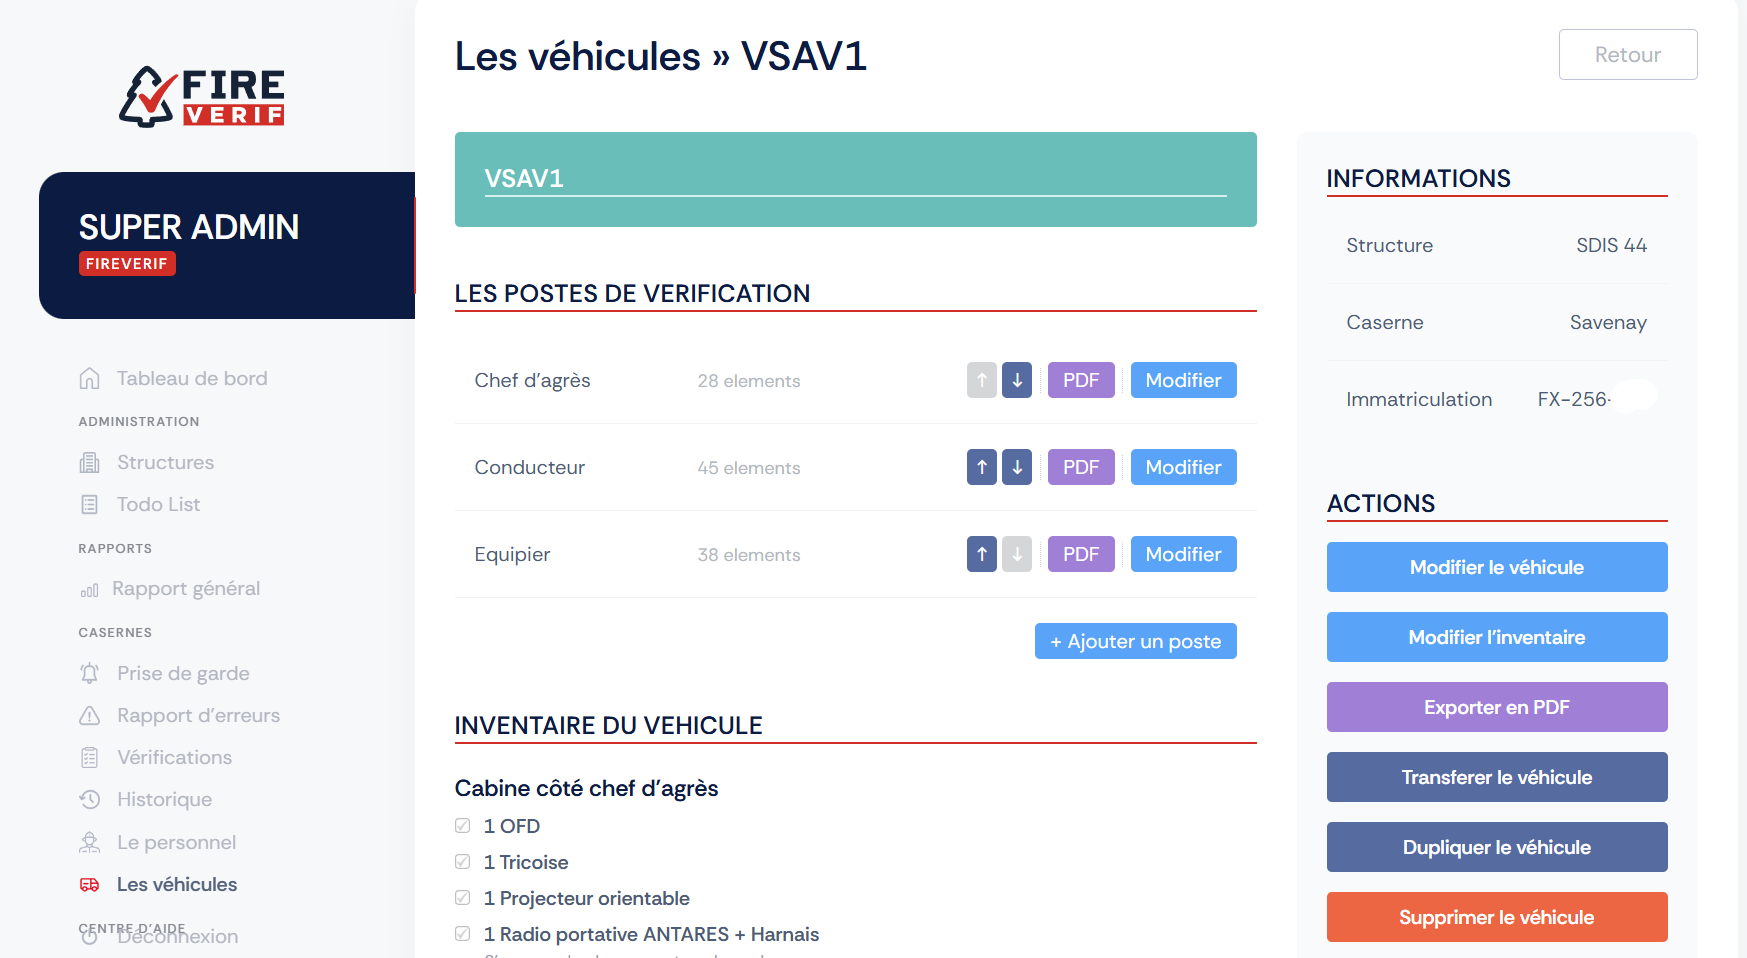 FIRE
VERIF
SUPER ADMIN
FIREVERIF
Tableau de bord
ADMINISTRATION
Structures
Todo List
RAPPORTS
Rapport général
CASERNES
Prise de garde
Rapport d'erreurs
Vérifications
Historique
Le personnel
Les véhicules
CENTRE D'AIDE
Déconnexion
Les véhicules » VSAV1
Retour
VSAV1
LES POSTES DE VERIFICATION
Chef d'agrès 28 elements ↑ ↓ PDF Modifier
Conducteur 45 elements ↑ ↓ PDF Modifier
Equipier 38 elements ↑ ↓ PDF Modifier
+ Ajouter un poste
INVENTAIRE DU VEHICULE
Cabine côté chef d'agrès
1 OFD
1 Tricoise
1 Projecteur orientable
1 Radio portative ANTARES + Harnais
INFORMATIONS
Structure SDIS 44
Caserne Savenay
Immatriculation FX-256-
ACTIONS
Modifier le véhicule
Modifier l'inventaire
Exporter en PDF
Transferer le véhicule
Dupliquer le véhicule
Supprimer le véhicule